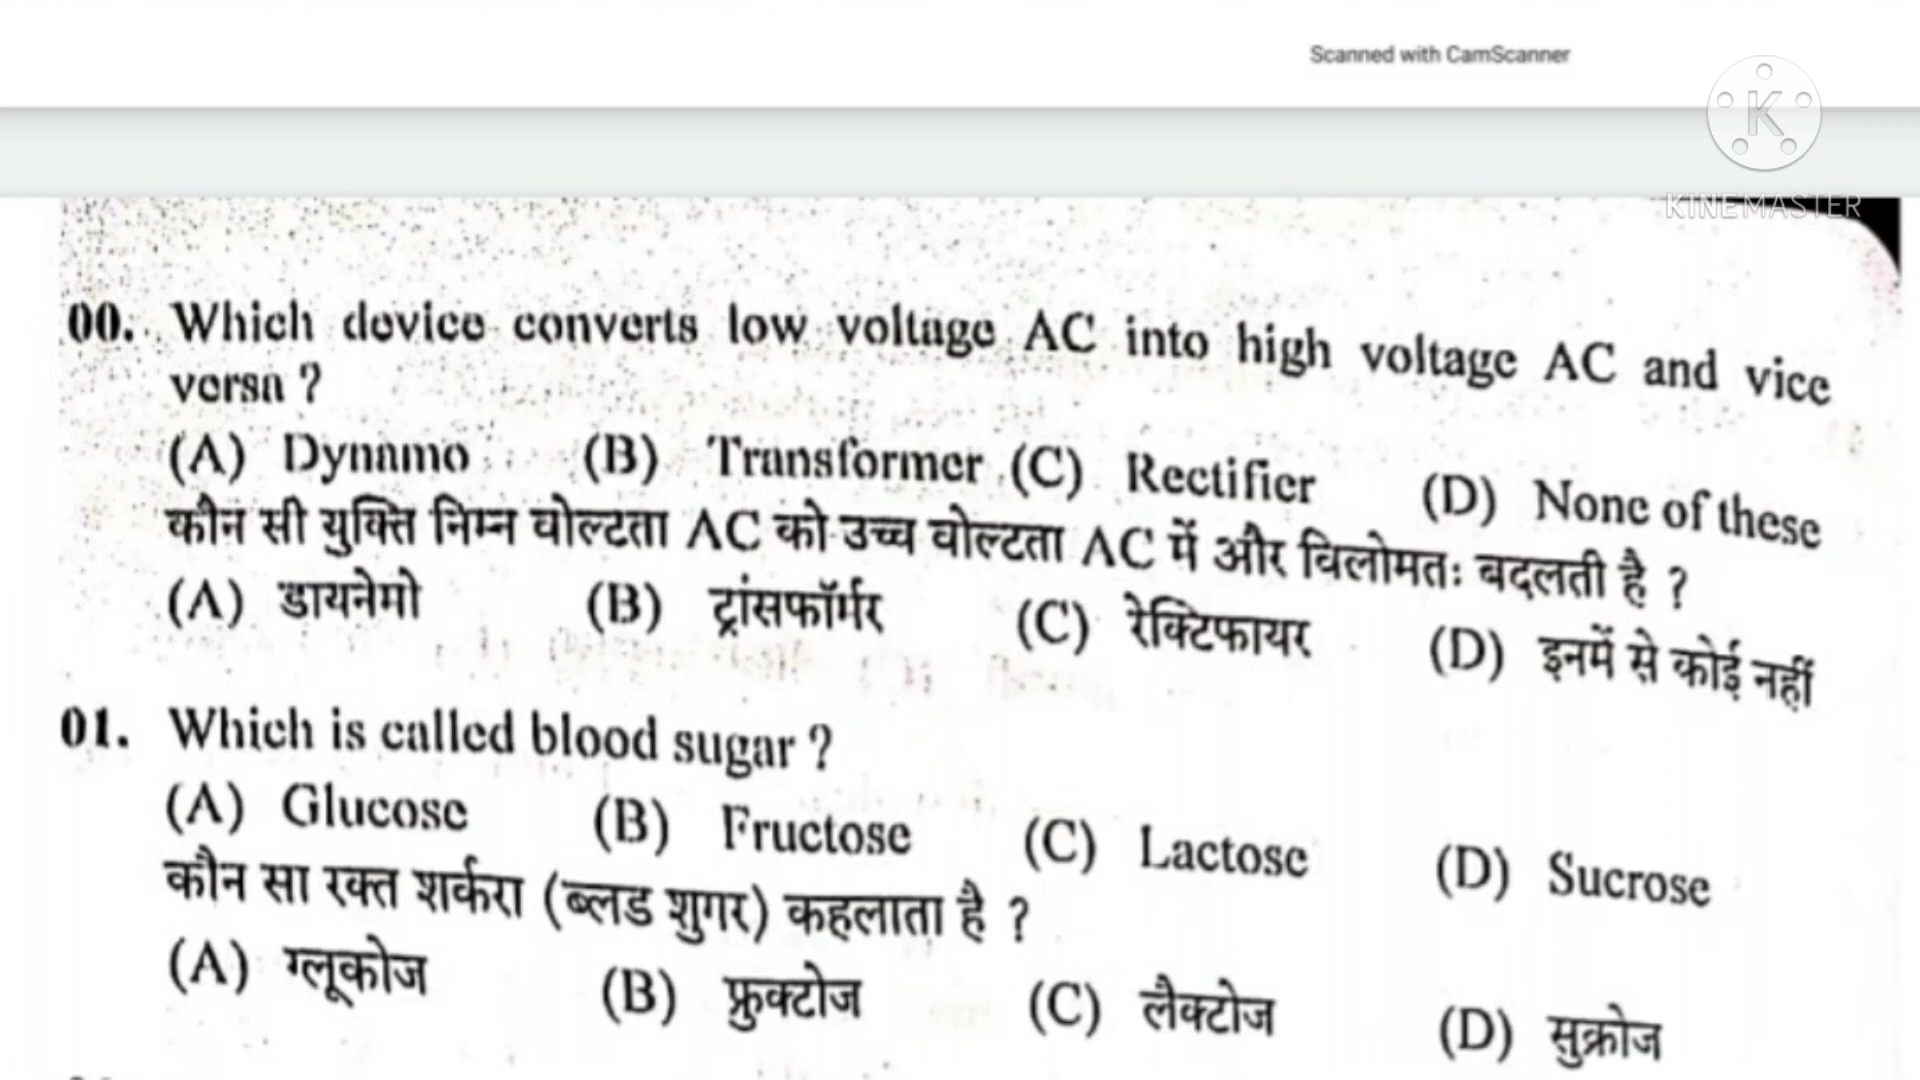 Scanned with CamScanner
K
KINEMASTER
00. Which device converts low voltage AC into high voltage AC and vice
versa ?
(A) Dynamo (B) Transformer (C) Rectifier (D) None of these
कौन सी युक्ति निम्न वोल्टता AC को उच्च वोल्टता AC में और विलोमतः बदलती है ?
(A) डायनेमो (B) ट्रांसफॉर्मर (C) रेक्टिफायर (D) इनमें से कोई नहीं
01. Which is called blood sugar ?
(A) Glucose (B) Fructose (C) Lactose (D) Sucrose
कौन सा रक्त शर्करा (ब्लड शुगर) कहलाता है ?
(A) ग्लूकोज (B) फ्रुक्टोज (C) लैक्टोज (D) सुक्रोज